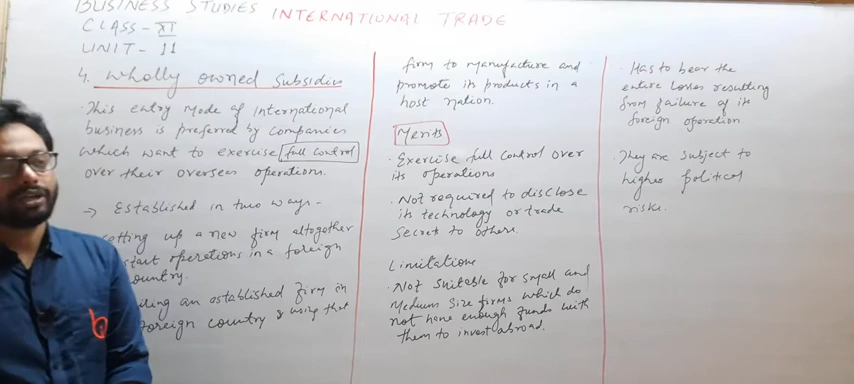 BUSINESS STUDIES
INTERNATIONAL TRADE
CLASS - XI
UNIT - 11
4. Wholly owned Subsidies
· This entry Mode of International
business is preferred by companies
which want to exercise full control
over their overseas operations.
→ Established in two ways -
setting up a new firm altogether
start operations in a foreign
country.
an established firm in
foreign country & using that
firm to manufacture and
promote its products in a
host nation.
Merits
· Exercise full control over
its operations
· Not required to disclose
its technology or trade
secret to others.
Limitations
· Not suitable for small and
Medium size firms which do
not have enough funds with
them to invest abroad.
· Has to bear the
entire losses resulting
from failure of its
foreign operation.
· They are subject to
higher political
risks.